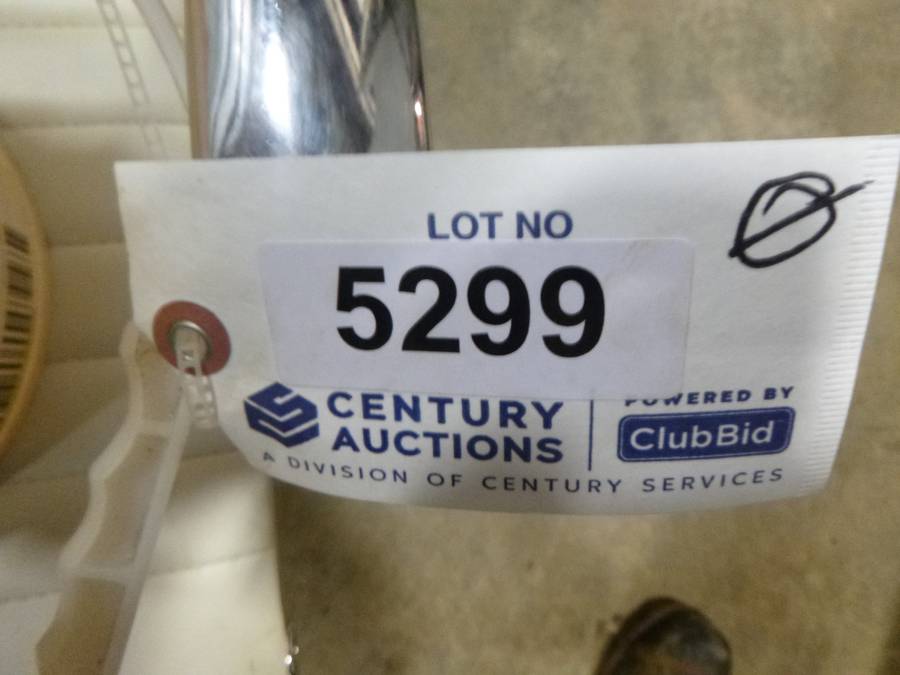 LOT NO
5299
CENTURY
AUCTIONS
A DIVISION OF CENTURY SERVICES
POWERED BY
ClubBid